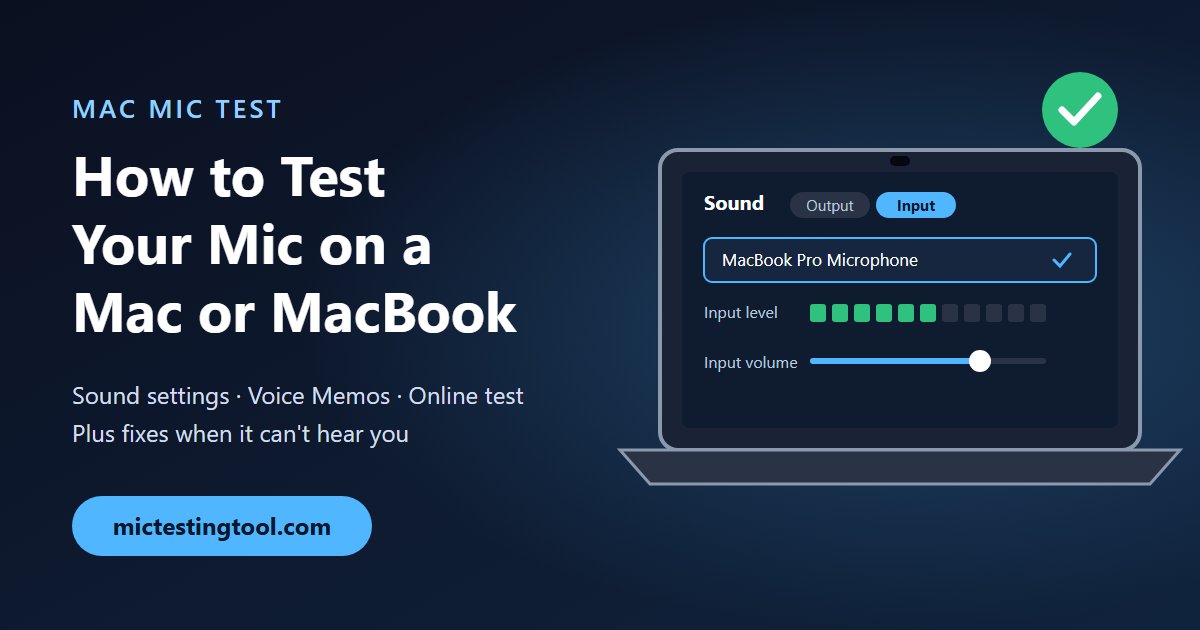 MAC MIC TEST
How to Test
Your Mic on a
Mac or MacBook
Sound settings · Voice Memos · Online test
Plus fixes when it can't hear you
mictestingtool.com
Sound
Output
Input
MacBook Pro Microphone
Input level
Input volume